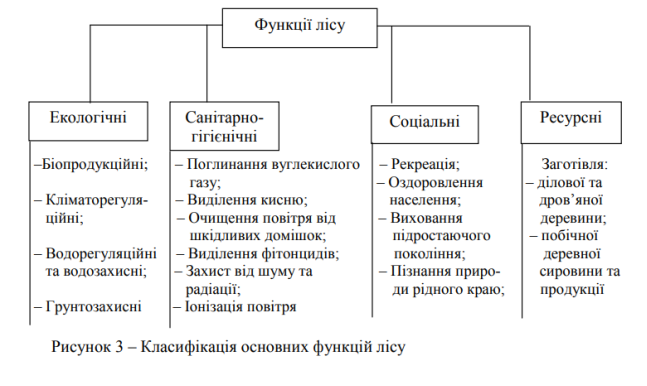 Функції лісу
Екологічні
–Біопродукційні;
– Кліматорегуля-
ційні;
– Водорегуляційні
та водозахисні;
– Грунтозахисні
Санітарно-
гігієнічні
– Поглинання вуглекислого
газу;
– Виділення кисню;
– Очищення повітря від
шкідливих домішок;
– Виділення фітонцидів;
– Захист від шуму та
радіації;
– Іонізація повітря
Соціальні
– Рекреація;
– Оздоровлення
населення;
– Виховання
підростаючого
покоління;
– Пізнання приро-
ди рідного краю;
Ресурсні
Заготівля:
– ділової та
дров’яної
деревини;
– побічної
деревної
сировини та
продукції
Рисунок 3 – Класифікація основних функцій лісу